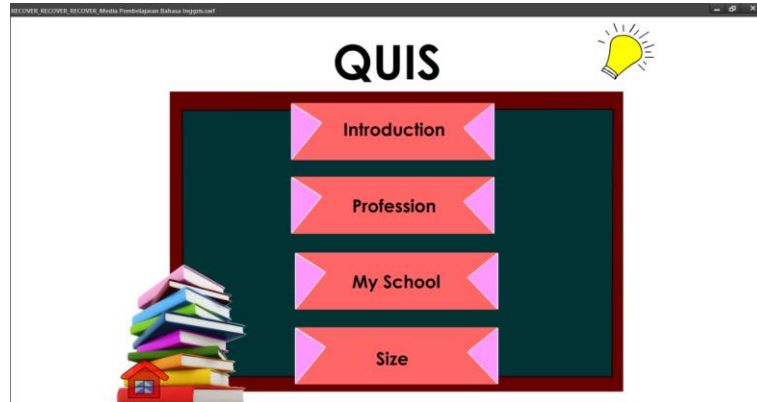 RECOVER_RECOVER_RECOVER_Media Pembelajaran Bahasa Inggris.swf
QUIS
Introduction
Profession
My School
Size